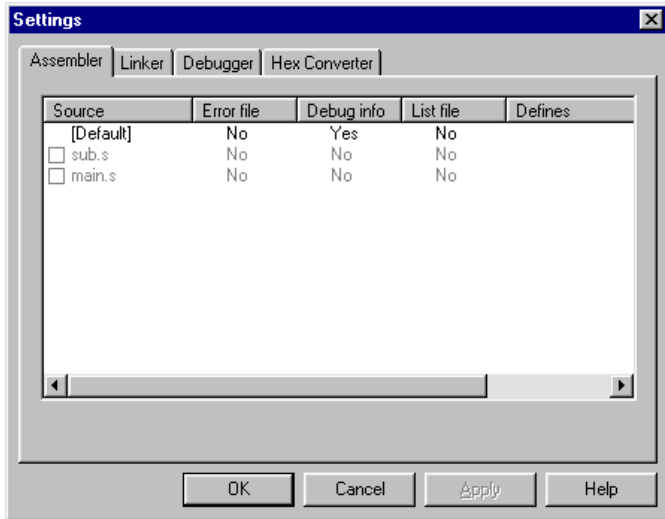 Settings
Assembler Linker Debugger Hex Converter
Source Error file Debug info List file Defines
[Default] No Yes No
sub.s No No No
main.s No No No
OK Cancel Apply Help